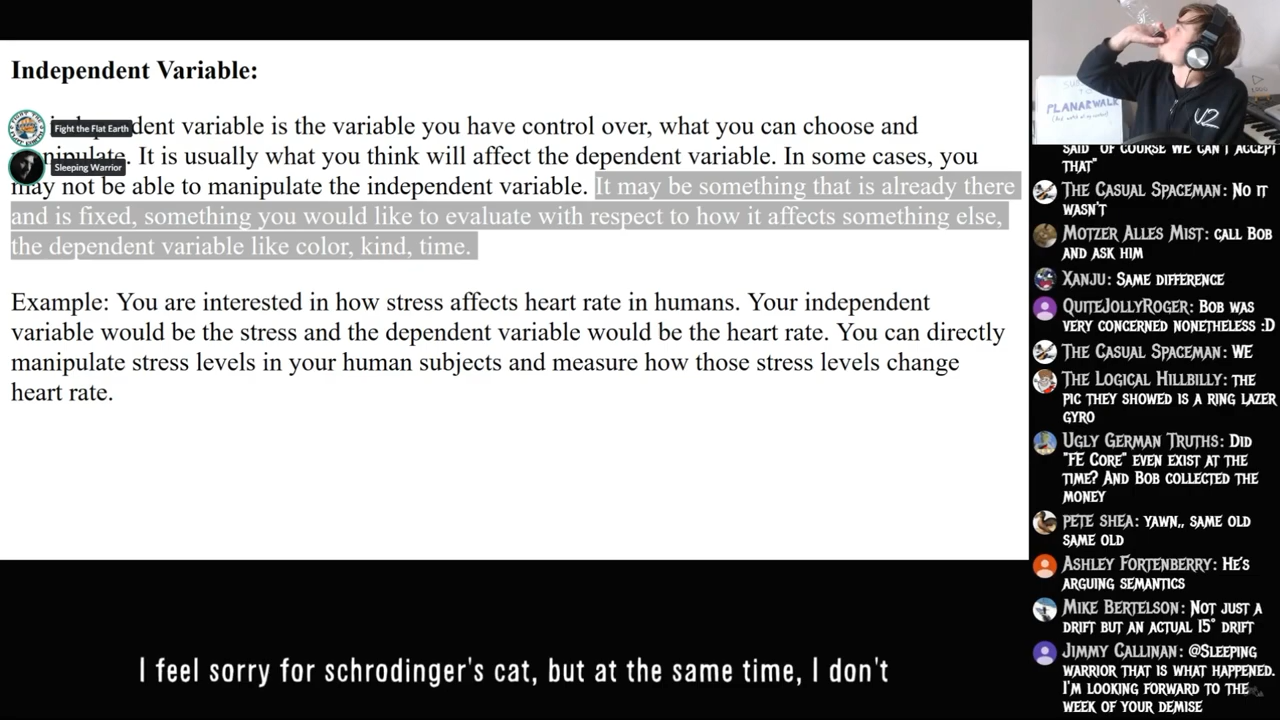 Independent Variable:
dent variable is the variable you have control over, what you can choose and
manipulate. It is usually what you think will affect the dependent variable. In some cases, you
may not be able to manipulate the independent variable. It may be something that is already there
and is fixed, something you would like to evaluate with respect to how it affects something else,
the dependent variable like color, kind, time.
Example: You are interested in how stress affects heart rate in humans. Your independent
variable would be the stress and the dependent variable would be the heart rate. You can directly
manipulate stress levels in your human subjects and measure how those stress levels change
heart rate.
Fight the Flat Earth
Sleeping Warrior
I feel sorry for schrodinger's cat, but at the same time, I don't
PLANARWALK
U2
SAID "OF COURSE WE CAN'T ACCEPT
THAT"
THE CASUAL SPACEMAN: NO IT
WASN'T
MOTZER ALLES MIST: CALL BOB
AND ASK HIM
XANJU: SAME DIFFERENCE
QUITEJOLLYROGER: BOB WAS
VERY CONCERNED NONETHELESS :D
THE CASUAL SPACEMAN: WE
THE LOGICAL HILLBILLY: THE
PIC THEY SHOWED IS A RING LAZER
GYRO
UGLY GERMAN TRUTHS: DID
"FE CORE" EVEN EXIST AT THE
TIME? AND BOB COLLECTED THE
MONEY
PETE SHEA: YAWN,, SAME OLD
SAME OLD
ASHLEY FORTENBERRY: HE'S
ARGUING SEMANTICS
MIKE BERTELSON: NOT JUST A
DRIFT BUT AN ACTUAL 15° DRIFT
JIMMY CALLINAN: @SLEEPING
WARRIOR THAT IS WHAT HAPPENED.
I'M LOOKING FORWARD TO THE
WEEK OF YOUR DEMISE